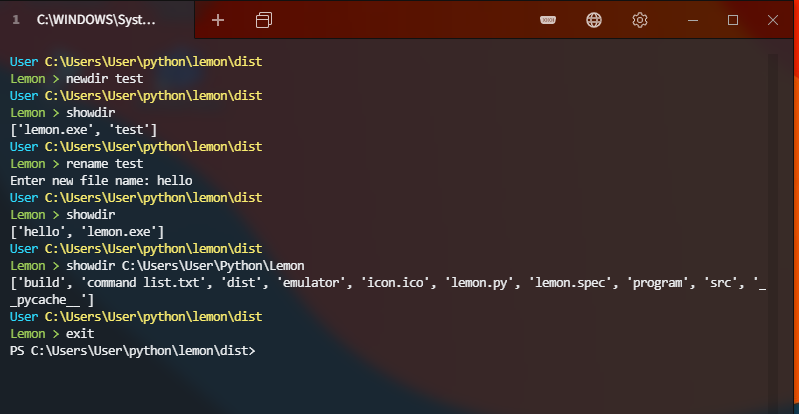 1 C:\WINDOWS\Syst...
User C:\Users\User\python\lemon\dist
Lemon > newdir test
User C:\Users\User\python\lemon\dist
Lemon > showdir
['lemon.exe', 'test']
User C:\Users\User\python\lemon\dist
Lemon > rename test
Enter new file name: hello
User C:\Users\User\python\lemon\dist
Lemon > showdir
['hello', 'lemon.exe']
User C:\Users\User\python\lemon\dist
Lemon > showdir C:\Users\User\Python\Lemon
['build', 'command list.txt', 'dist', 'emulator', 'icon.ico', 'lemon.py', 'lemon.spec', 'program', 'src', '_
_pycache__']
User C:\Users\User\python\lemon\dist
Lemon > exit
PS C:\Users\User\python\lemon\dist>